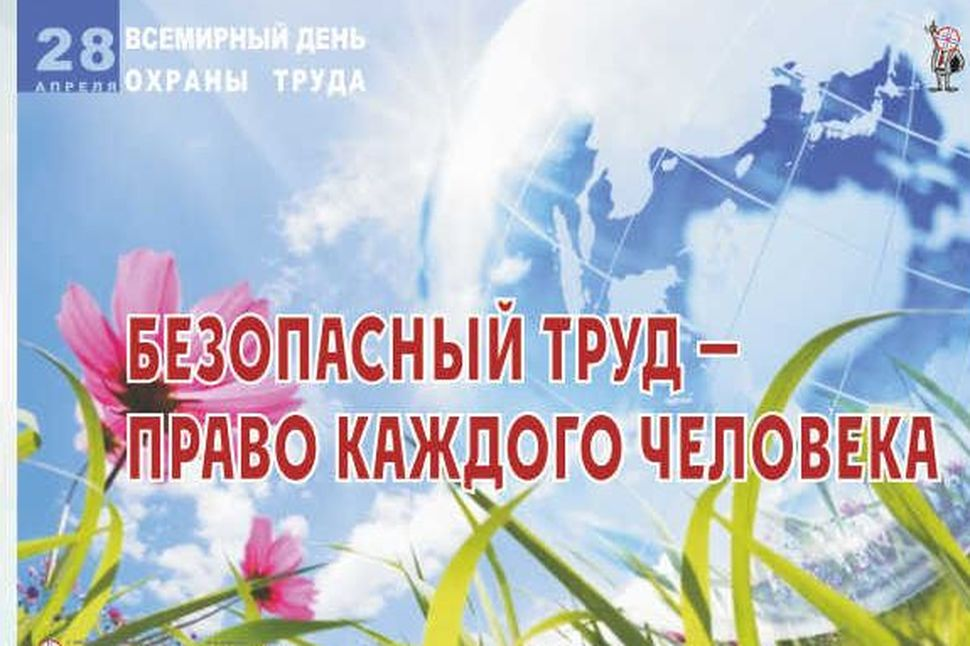 28
АПРЕЛЯ
ВСЕМИРНЫЙ ДЕНЬ
ОХРАНЫ ТРУДА
БЕЗОПАСНЫЙ ТРУД –
ПРАВО КАЖДОГО ЧЕЛОВЕКА